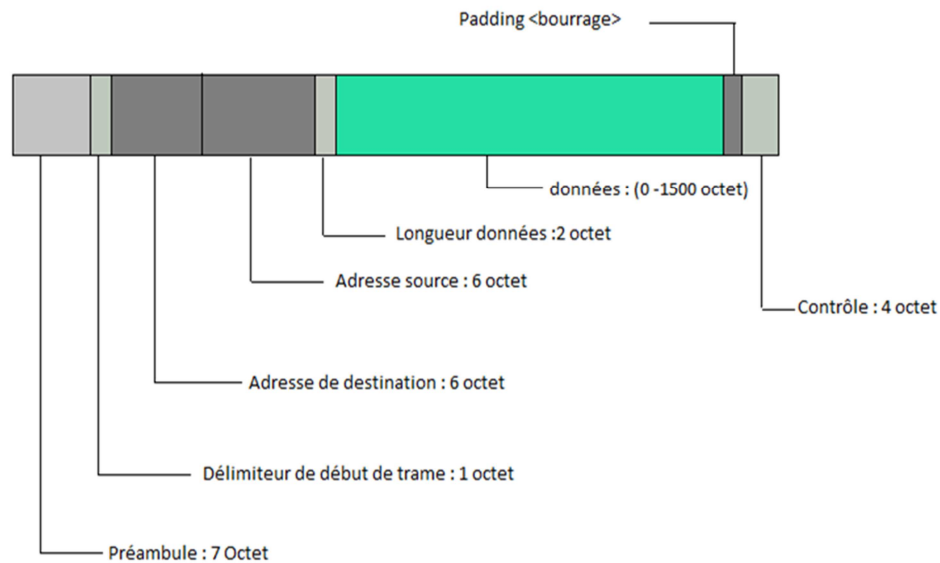 Padding <bourrage>
données : (0 -1500 octet)
Longueur données :2 octet
Adresse source : 6 octet
Contrôle : 4 octet
Adresse de destination : 6 octet
Délimiteur de début de trame : 1 octet
Préambule : 7 Octet